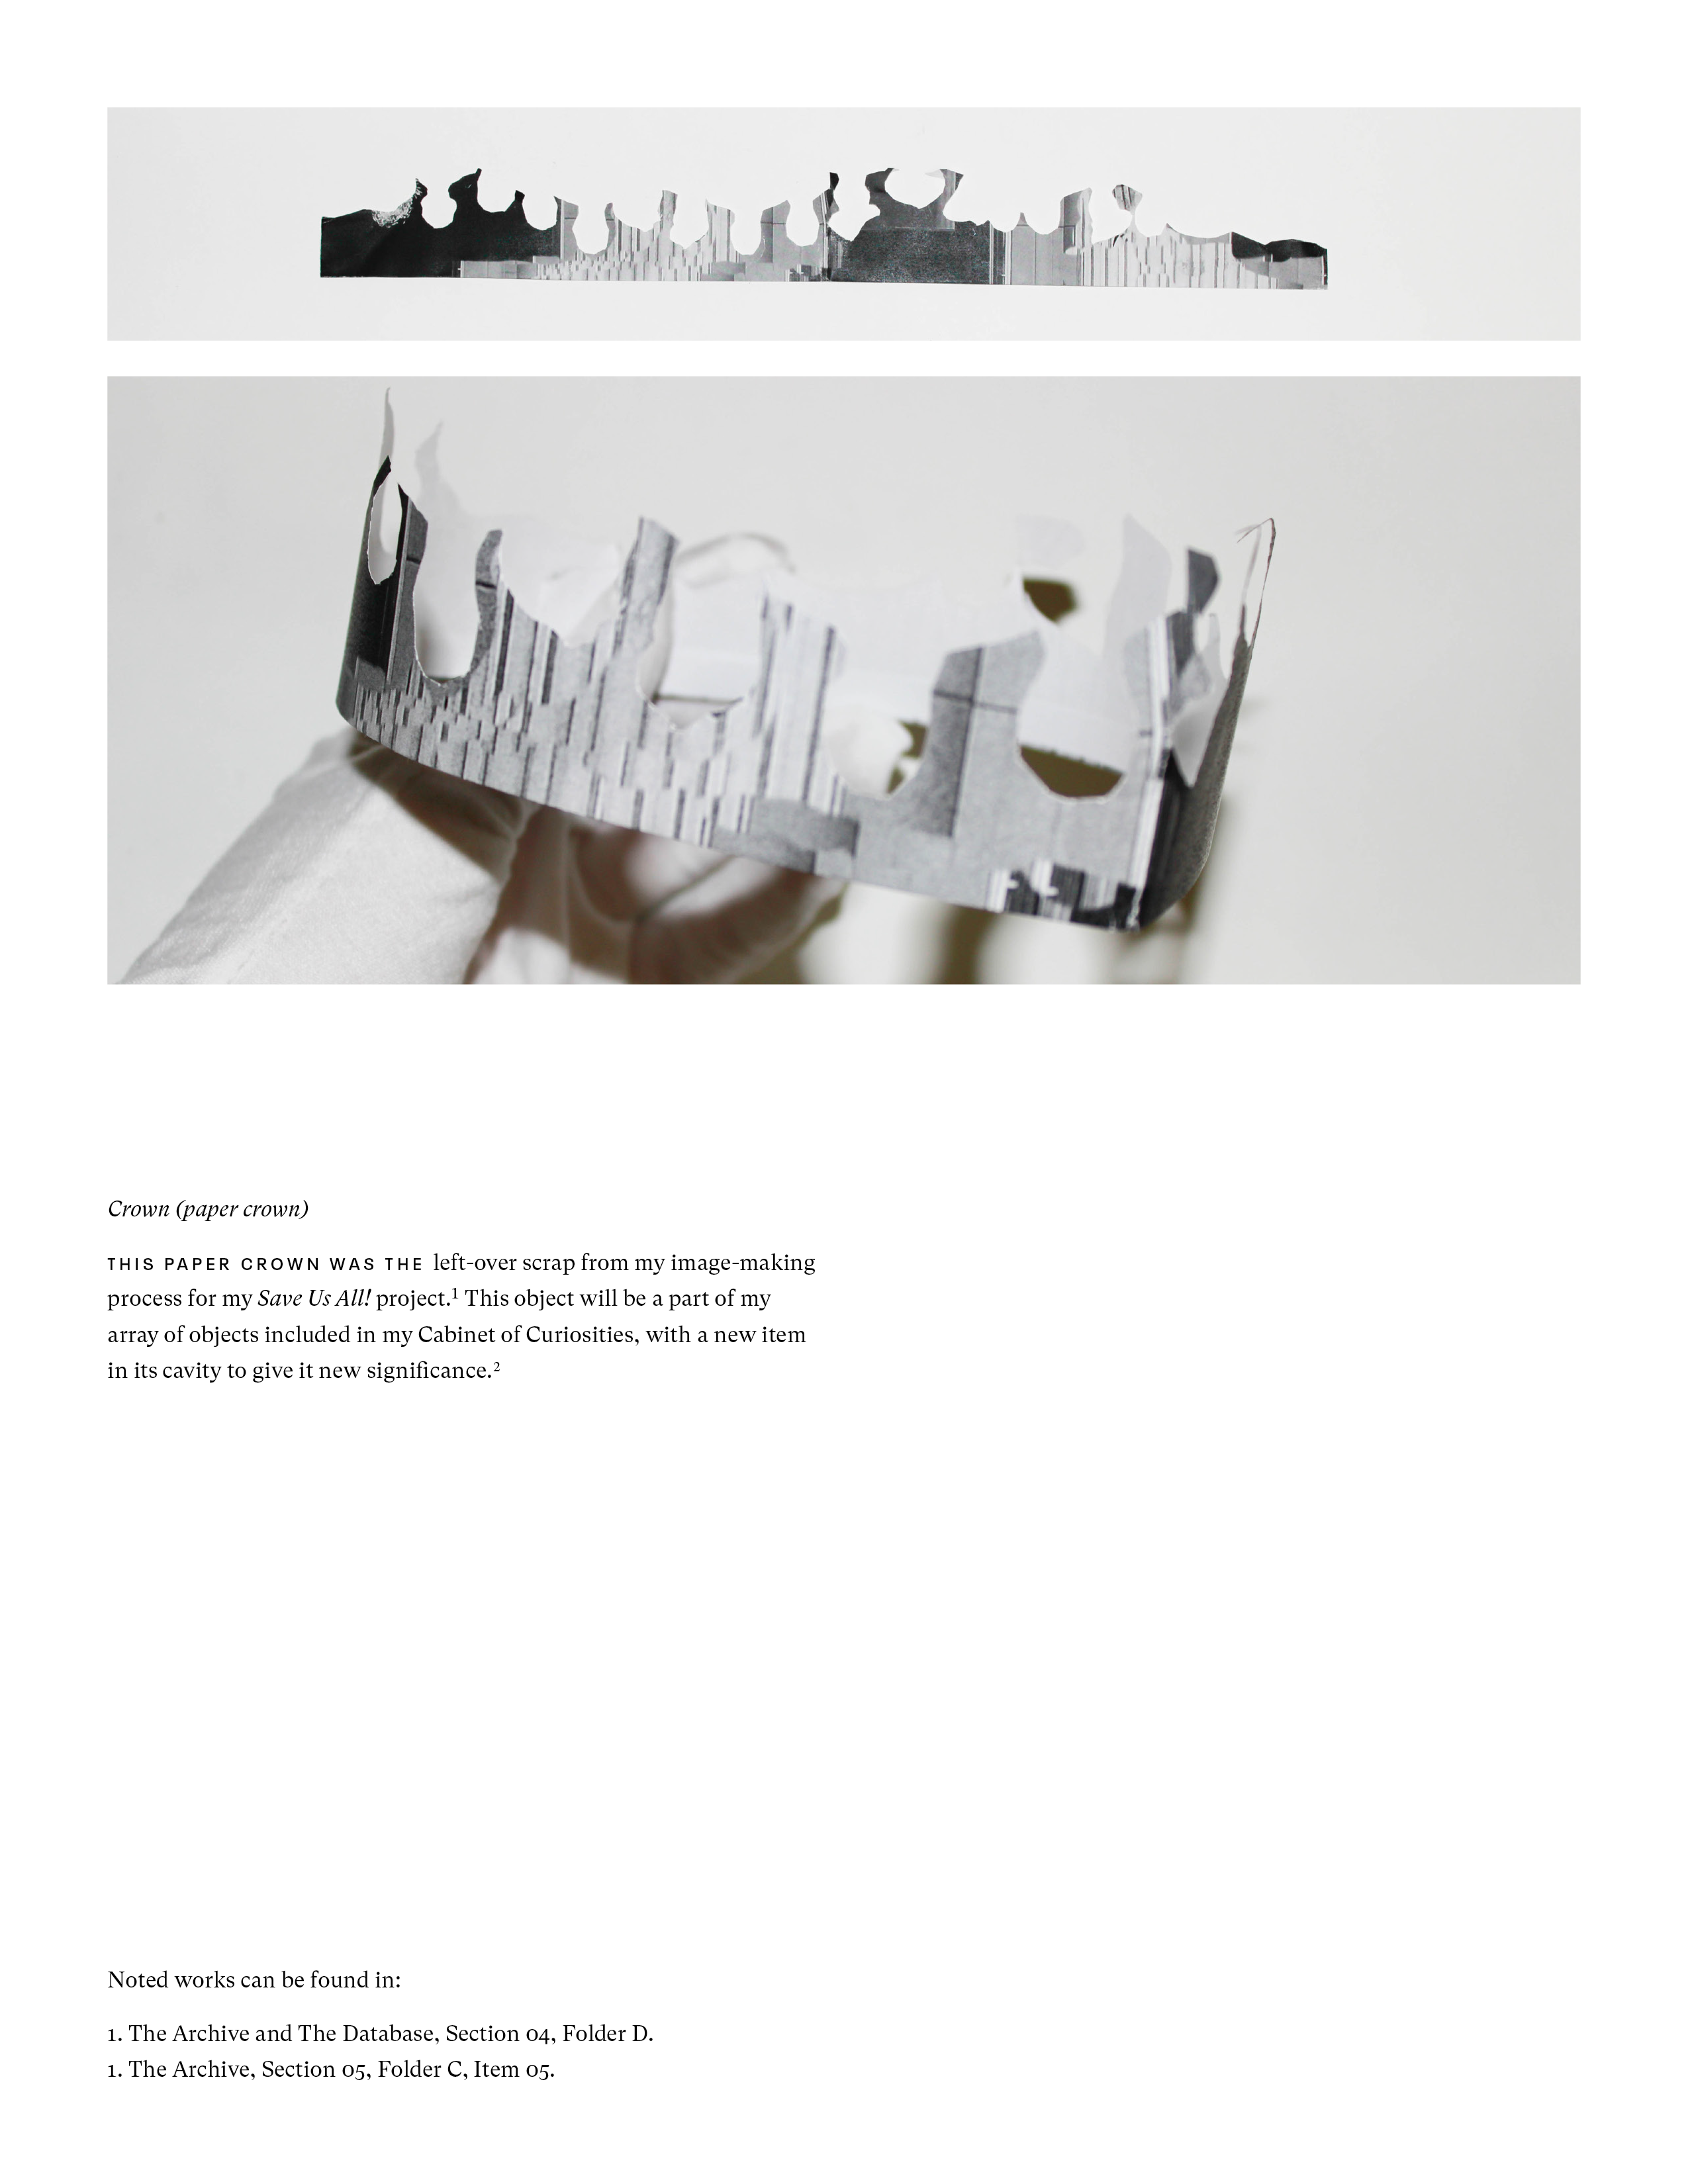 Crown (paper crown)
THIS PAPER CROWN WAS THE left-over scrap from my image-making
process for my Save Us All! project.¹ This object will be a part of my
array of objects included in my Cabinet of Curiosities, with a new item
in its cavity to give it new significance.²
Noted works can be found in:
1. The Archive and The Database, Section 04, Folder D.
1. The Archive, Section 05, Folder C, Item 05.